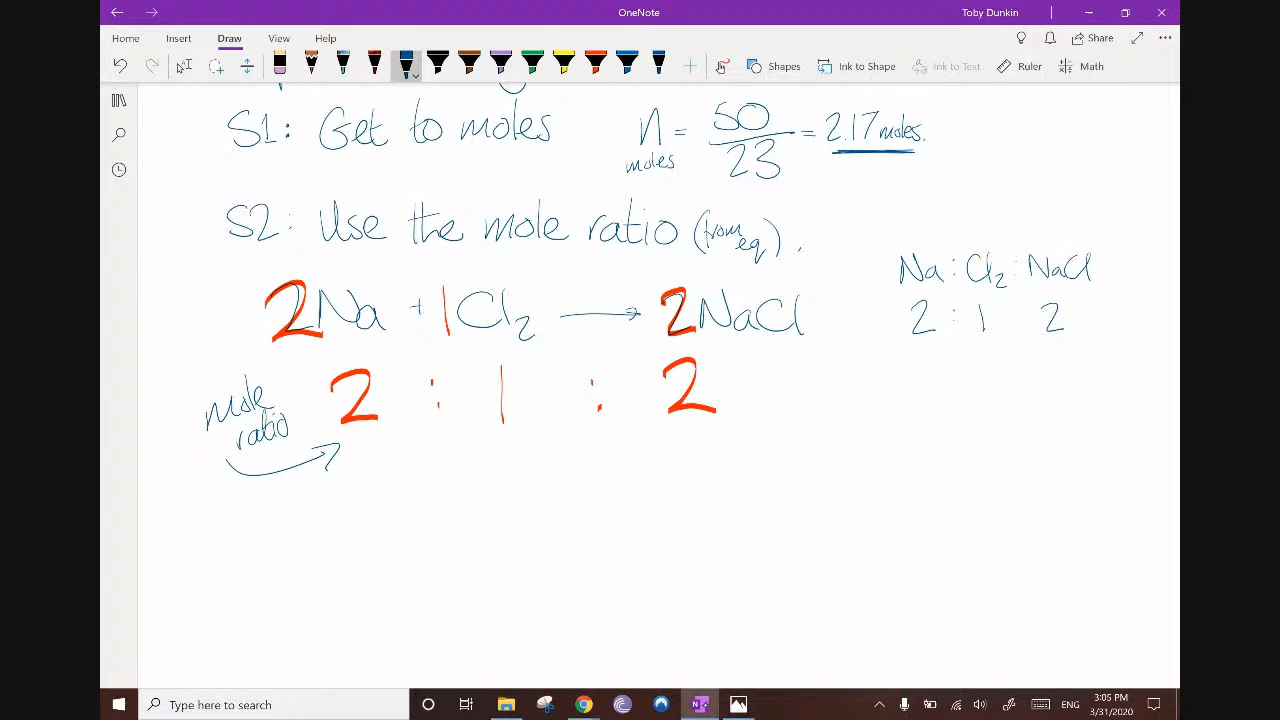 OneNote
Toby Dunkin
Home Insert Draw View Help
Share
Shapes
Ink to Shape
Ink to Text
Ruler
Math
S1: Get to moles
n = 50 = 2.17 moles.
moles 23
S2: Use the mole ratio (from eq).
Na : Cl2 : NaCl
2 : 1 2
2Na + 1Cl2 → 2NaCl
2 : 1 : 2
mole
ratio
Type here to search
ENG
3:05 PM
3/31/2020